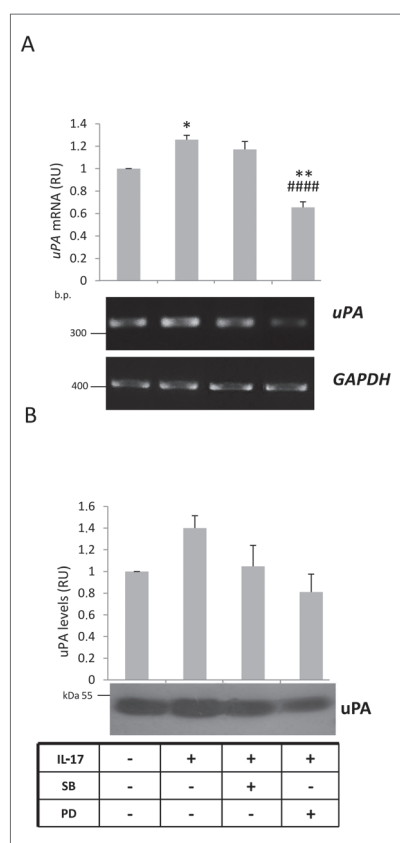 A
1.4
1.2
1
0.8
0.6
0.4
0.2
0
uPA mRNA (RU)
*
**
####
b.p.
300
uPA
400
GAPDH
B
1.6
1.4
1.2
1
0.8
0.6
0.4
0.2
0
uPA levels (RU)
kDa 55
uPA
IL-17 - + + +
SB - - + -
PD - - - +